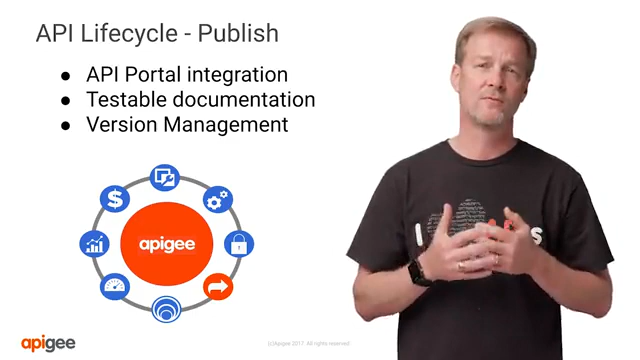 API Lifecycle - Publish
● API Portal integration
● Testable documentation
● Version Management
$
apigee
I
apigee
(c)Apigee 2017. All rights reserved